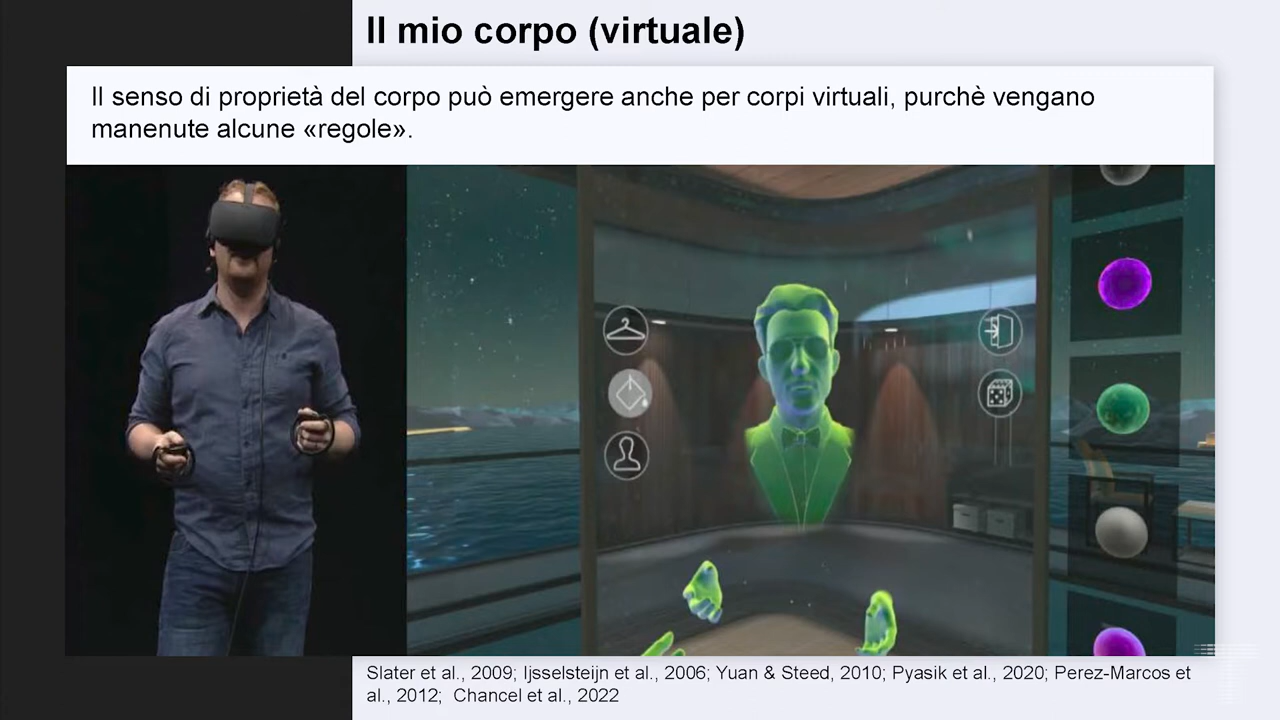 Il mio corpo (virtuale)
Il senso di proprietà del corpo può emergere anche per corpi virtuali, purchè vengano
manenute alcune «regole».
Slater et al., 2009; Ijsselsteijn et al., 2006; Yuan & Steed, 2010; Pyasik et al., 2020; Perez-Marcos et
al., 2012;  Chancel et al., 2022